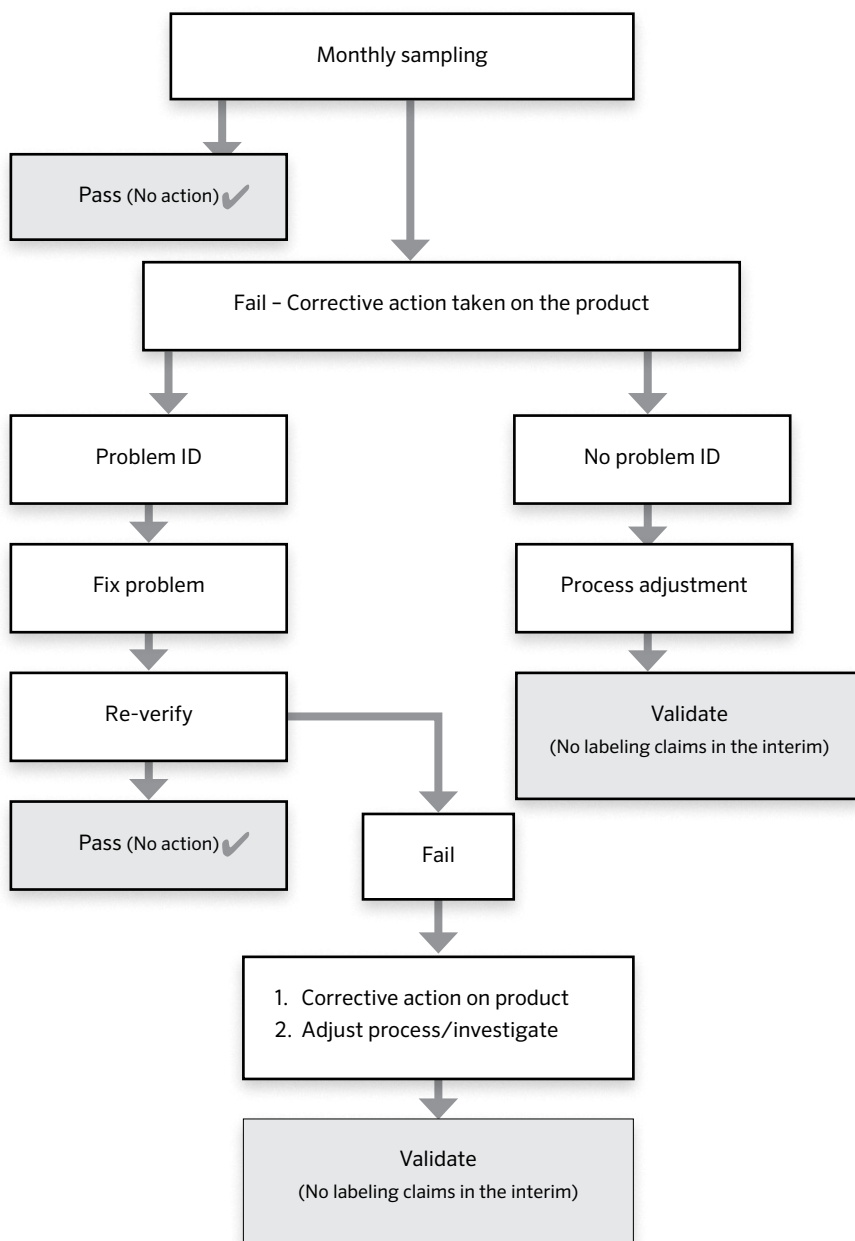 Monthly sampling
Pass (No action)
Fail – Corrective action taken on the product
Problem ID
No problem ID
Fix problem
Process adjustment
Re-verify
Validate
(No labeling claims in the interim)
Pass (No action)
Fail
1. Corrective action on product
2. Adjust process/investigate
Validate
(No labeling claims in the interim)